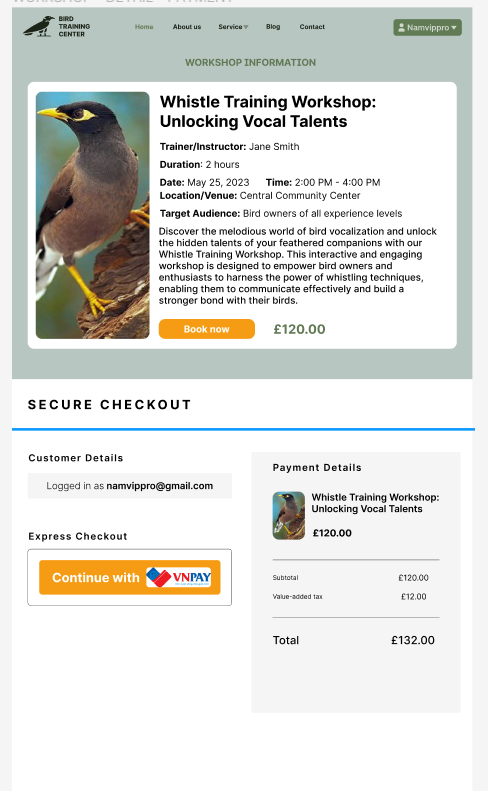 WORKSHOP - DETAIL - PAYMENT
BIRD
TRAINING
CENTER
Home
About us
Service
Blog
Contact
Namvippro
WORKSHOP INFORMATION
Whistle Training Workshop:
Unlocking Vocal Talents
Trainer/Instructor: Jane Smith
Duration: 2 hours
Date: May 25, 2023 Time: 2:00 PM - 4:00 PM
Location/Venue: Central Community Center
Target Audience: Bird owners of all experience levels
Discover the melodious world of bird vocalization and unlock
the hidden talents of your feathered companions with our
Whistle Training Workshop. This interactive and engaging
workshop is designed to empower bird owners and
enthusiasts to harness the power of whistling techniques,
enabling them to communicate effectively and build a
stronger bond with their birds.
Book now
£120.00
SECURE CHECKOUT
Customer Details
Logged in as namvippro@gmail.com
Express Checkout
Continue with VNPAY
Payment Details
Whistle Training Workshop:
Unlocking Vocal Talents
£120.00
Subtotal £120.00
Value-added tax £12.00
Total £132.00